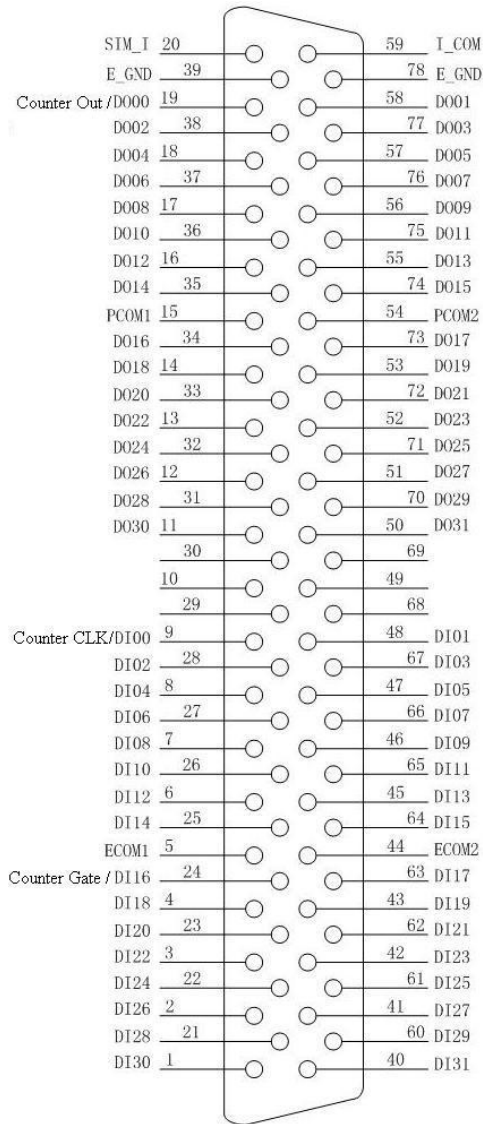 SIM_I 20 59 I_COM
E_GND 39 78 E_GND
Counter Out /DO00 19 58 DO01
DO02 38 77 DO03
DO04 18 57 DO05
DO06 37 76 DO07
DO08 17 56 DO09
DO10 36 75 DO11
DO12 16 55 DO13
DO14 35 74 DO15
PCOM1 15 54 PCOM2
DO16 34 73 DO17
DO18 14 53 DO19
DO20 33 72 DO21
DO22 13 52 DO23
DO24 32 71 DO25
DO26 12 51 DO27
DO28 31 70 DO29
DO30 11 50 DO31
30 69
10 49
29 68
Counter CLK/DI00 9 48 DI01
DI02 28 67 DI03
DI04 8 47 DI05
DI06 27 66 DI07
DI08 7 46 DI09
DI10 26 65 DI11
DI12 6 45 DI13
DI14 25 64 DI15
ECOM1 5 44 ECOM2
Counter Gate /DI16 24 63 DI17
DI18 4 43 DI19
DI20 23 62 DI21
DI22 3 42 DI23
DI24 22 61 DI25
DI26 2 41 DI27
DI28 21 60 DI29
DI30 1 40 DI31